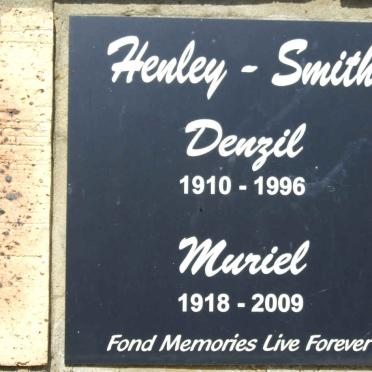 Henley - Smith
Denzil
1910 - 1996
Muriel
1918 - 2009
Fond Memories Live Forever